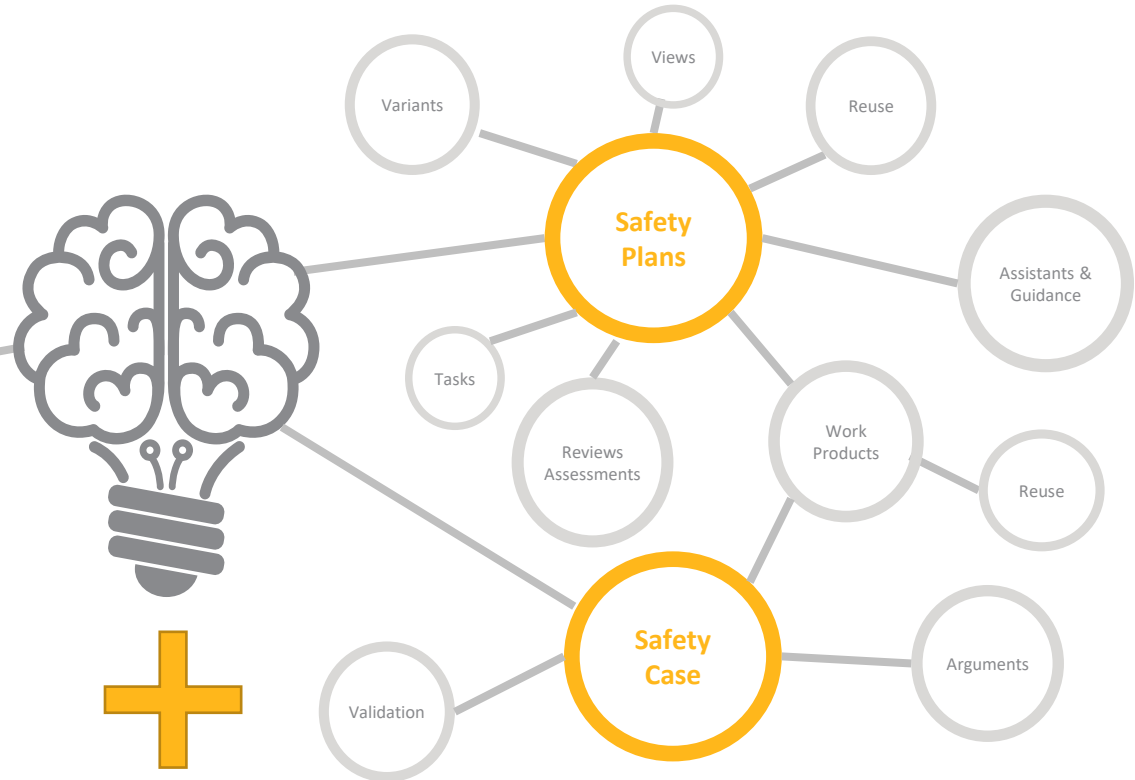 Views
Variants
Reuse
Safety
Plans
Assistants &
Guidance
Tasks
Work
Products
Reviews
Assessments
Reuse
Safety
Case
Arguments
Validation